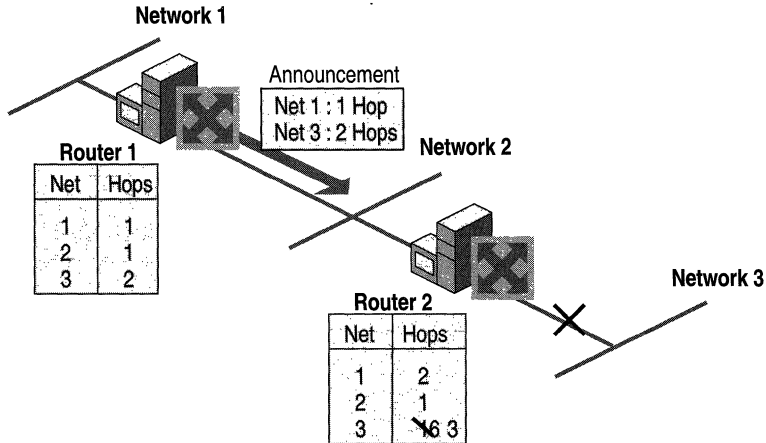 Network 1
Announcement
Net 1 : 1 Hop
Net 3 : 2 Hops
Network 2
Router 1
Net Hops
1 1
2 1
3 2
Network 3
Router 2
Net Hops
1 2
2 1
3 16 3